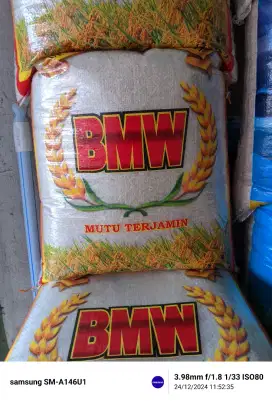 BMW
MUTU TERJAMIN
BMW
samsung SM-A146U1
3.98mm f/1.8 1/33 ISO80
24/12/2024 11:52:35